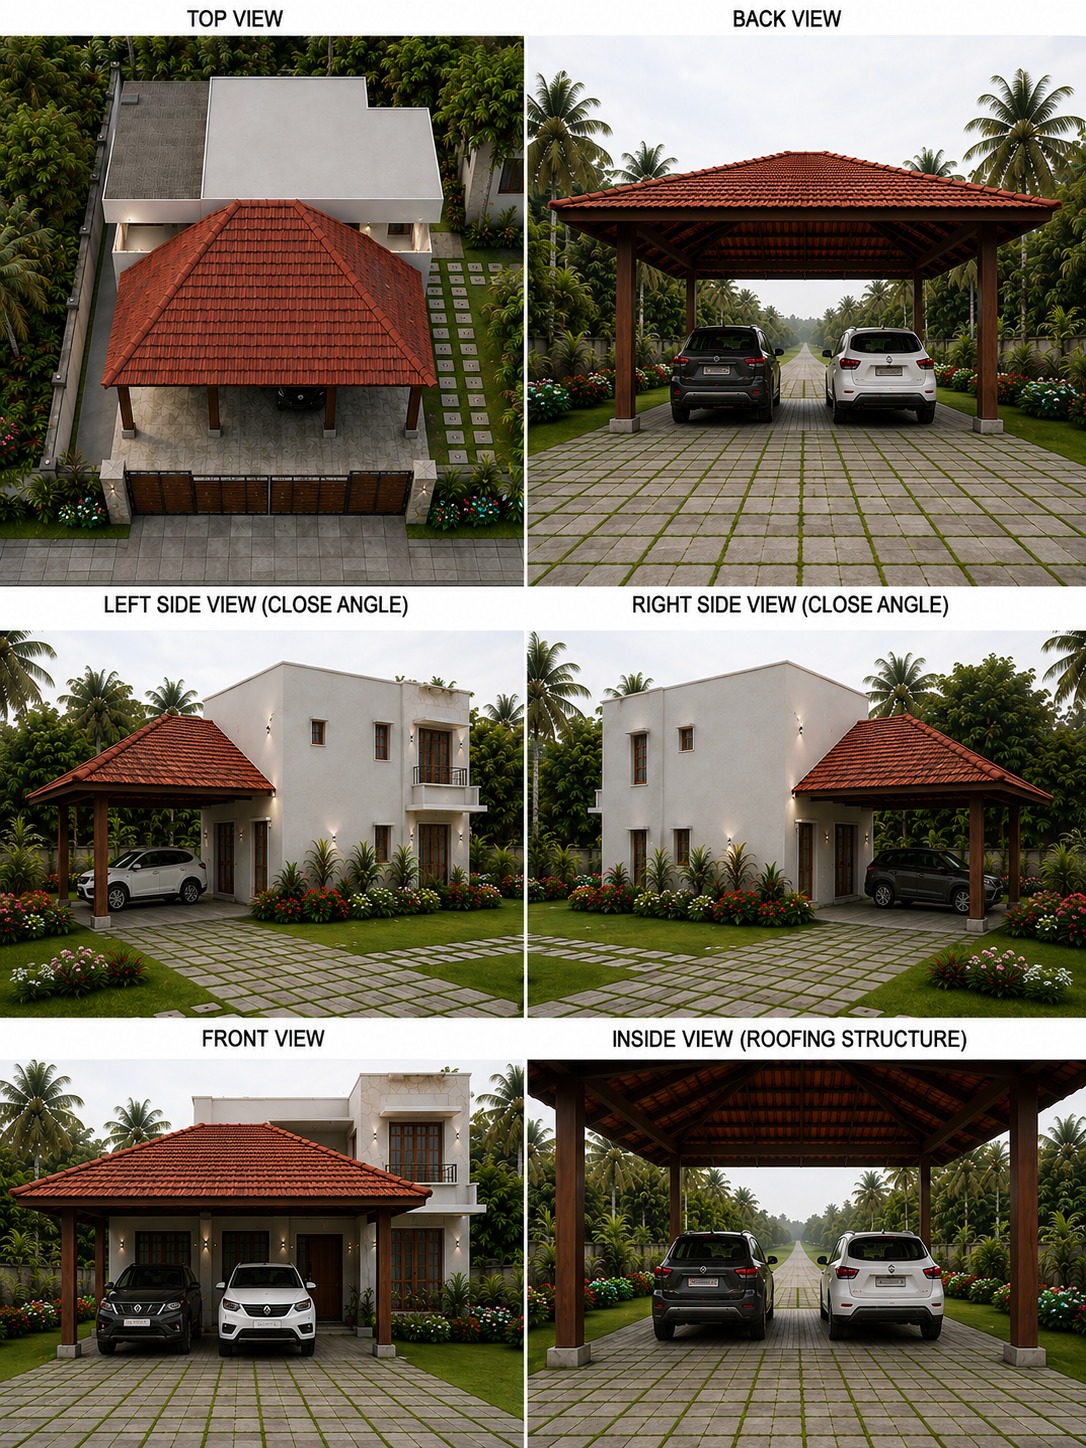 TOP VIEW
BACK VIEW
LEFT SIDE VIEW (CLOSE ANGLE)
RIGHT SIDE VIEW (CLOSE ANGLE)
FRONT VIEW
INSIDE VIEW (ROOFING STRUCTURE)